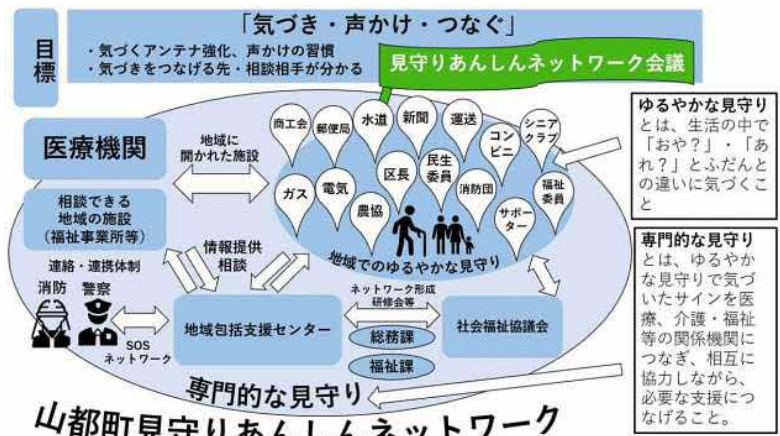 目標
「気づき・声かけ・つなぐ」
・気づくアンテナ強化、声かけの習慣
・気づきをつなげる先・相談相手が分かる
見守りあんしんネットワーク会議
医療機関
相談できる
地域の施設
(福祉事業所等)
地域に
開かれた施設
商工会
郵便局
水道
新聞
運送
コン
ビニ
シニア
クラブ
ガス
電気
農協
区長
民生
委員
消防団
サポー
ター
福祉
委員
地域でのゆるやかな見守り
ゆるやかな見守り
とは、生活の中で
「おや?」・「あ
れ?」とふだんと
の違いに気づくこ
と
連絡・連携体制
消防 警察
SOS
ネットワーク
情報提供
相談
地域包括支援センター
ネットワーク形成
研修会等
総務課
福祉課
社会福祉協議会
専門的な見守り
専門的な見守り
とは、ゆるやか
な見守りで気づ
いたサインを医
療、介護・福祉
等の関係機関に
つなぎ、相互に
協力しながら、
必要な支援につ
なげること。
山都町見守りあんしんネットワーク